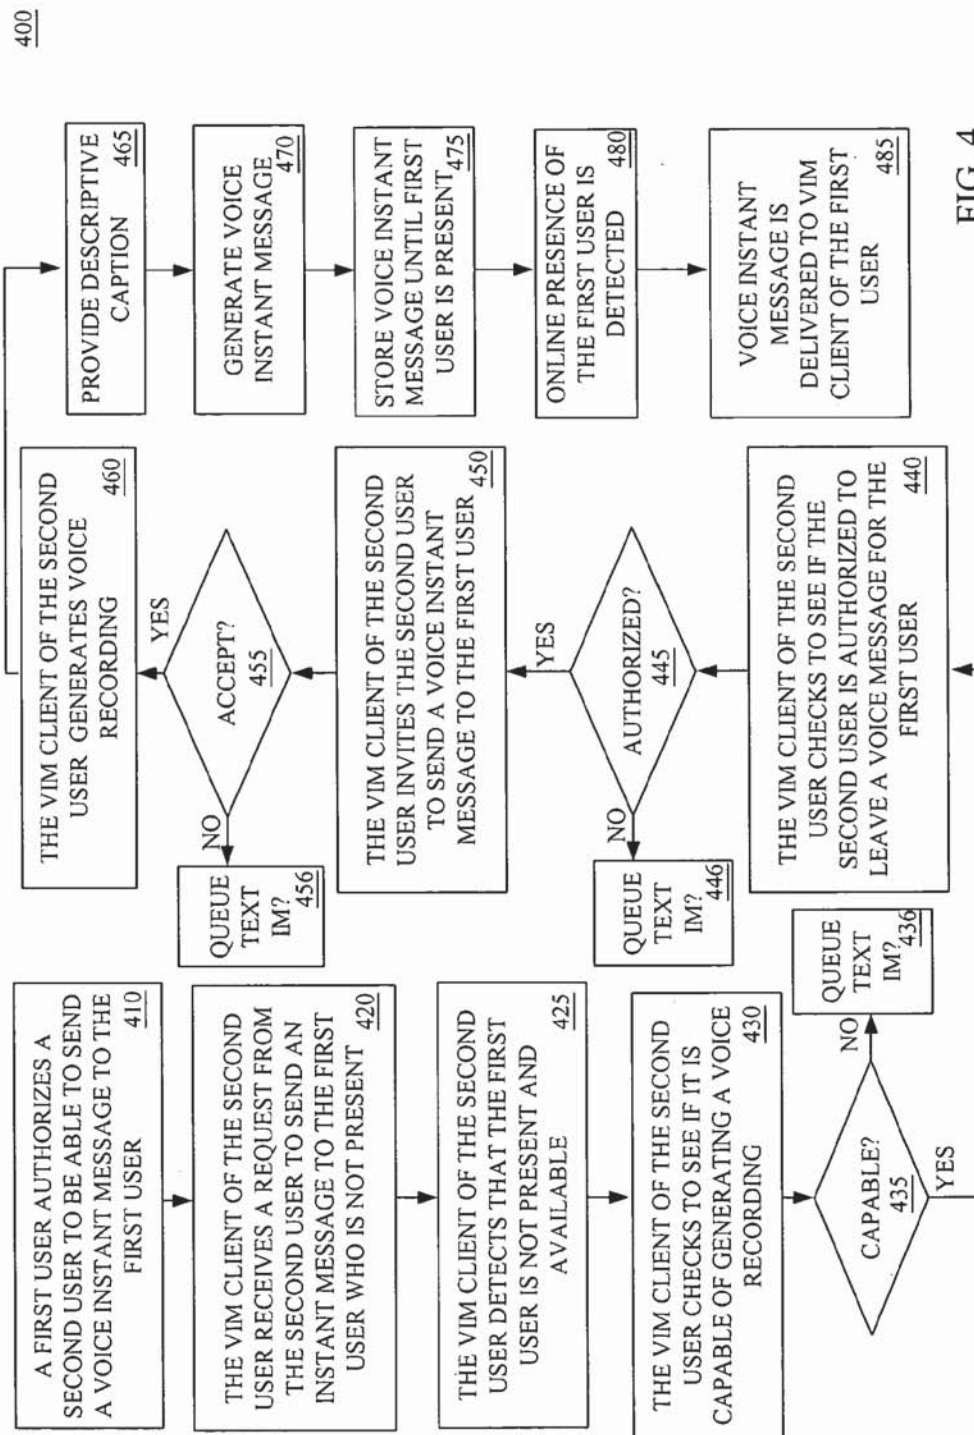 400
A FIRST USER AUTHORIZES A
SECOND USER TO BE ABLE TO SEND
A VOICE INSTANT MESSAGE TO THE
FIRST USER
410
THE VIM CLIENT OF THE SECOND
USER RECEIVES A REQUEST FROM
THE SECOND USER TO SEND AN
INSTANT MESSAGE TO THE FIRST
USER WHO IS NOT PRESENT
420
THE VIM CLIENT OF THE SECOND
USER DETECTS THAT THE FIRST
USER IS NOT PRESENT AND
AVAILABLE
425
THE VIM CLIENT OF THE SECOND
USER CHECKS TO SEE IF IT IS
CAPABLE OF GENERATING A VOICE
RECORDING
430
CAPABLE?
435
NO
QUEUE
TEXT
IM?
436
YES
THE VIM CLIENT OF THE SECOND
USER CHECKS TO SEE IF THE
SECOND USER IS AUTHORIZED TO
LEAVE A VOICE MESSAGE FOR THE
FIRST USER
440
AUTHORIZED?
445
NO
QUEUE
TEXT
IM?
446
YES
THE VIM CLIENT OF THE SECOND
USER INVITES THE SECOND USER
TO SEND A VOICE INSTANT
MESSAGE TO THE FIRST USER
450
ACCEPT?
455
NO
QUEUE
TEXT
IM?
456
YES
THE VIM CLIENT OF THE SECOND
USER GENERATES VOICE
RECORDING
460
PROVIDE DESCRIPTIVE
CAPTION
465
GENERATE VOICE
INSTANT MESSAGE
470
STORE VOICE INSTANT
MESSAGE UNTIL FIRST
USER IS PRESENT
475
ONLINE PRESENCE OF
THE FIRST USER IS
DETECTED
480
VOICE INSTANT
MESSAGE IS
DELIVERED TO VIM
CLIENT OF THE FIRST
USER
485
FIG. 4